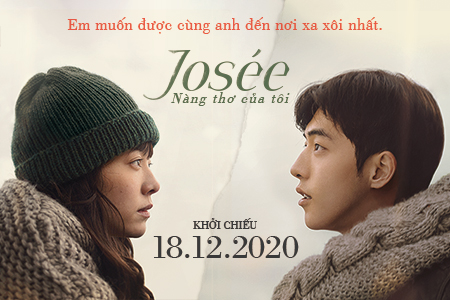 Em muốn được cùng anh đến nơi xa xôi nhất.
Josée
Nàng thơ của tôi
KHỞI CHIẾU
18.12.2020